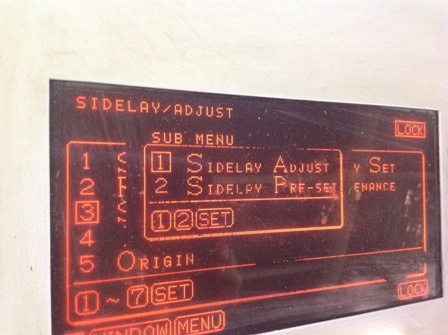 SIDELAY/ADJUST
LOCK
SUB MENU
1 SIDELAY ADJUST
2 SIDELAY PRE-SET
1 2 SET
1 S Y SET
2 F ENANCE
3 S
4
5 ORIGIN
1 ~ 7 SET
LOCK
WINDOW MENU